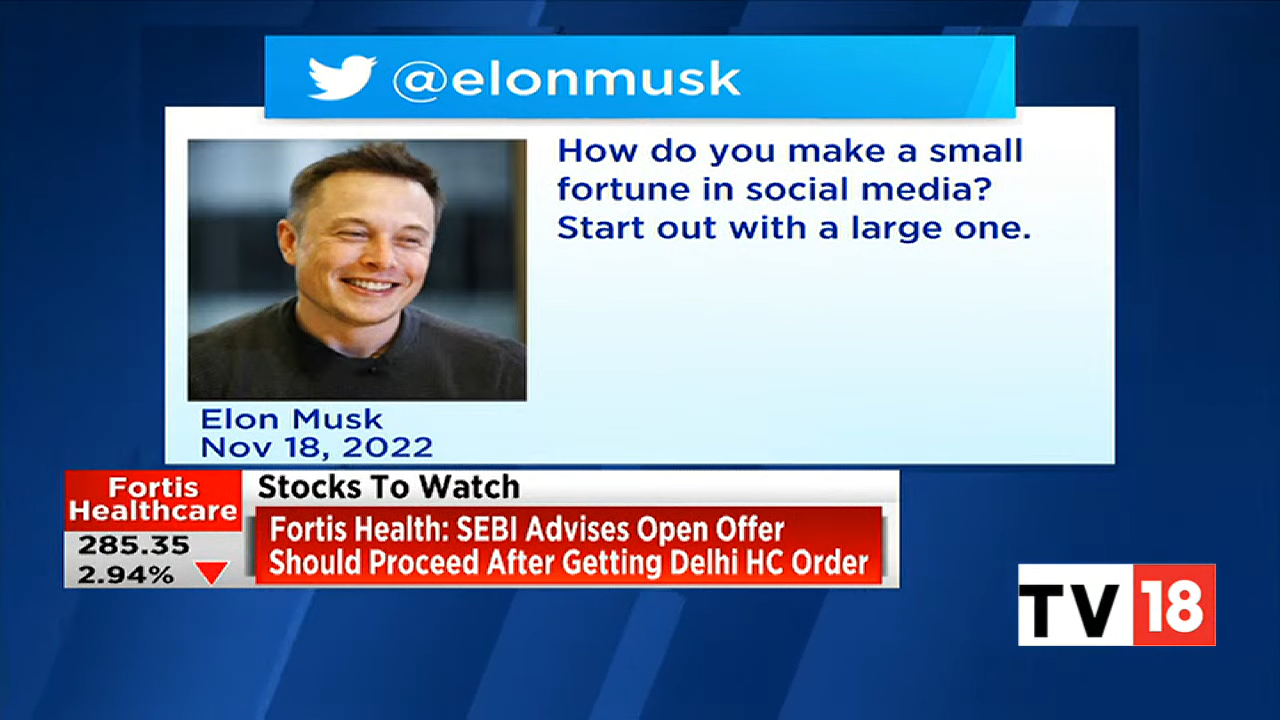 @elonmusk
How do you make a small
fortune in social media?
Start out with a large one.
Elon Musk
Nov 18, 2022
Fortis
Healthcare
285.35
2.94%
Stocks To Watch
Fortis Health: SEBI Advises Open Offer
Should Proceed After Getting Delhi HC Order
TV18